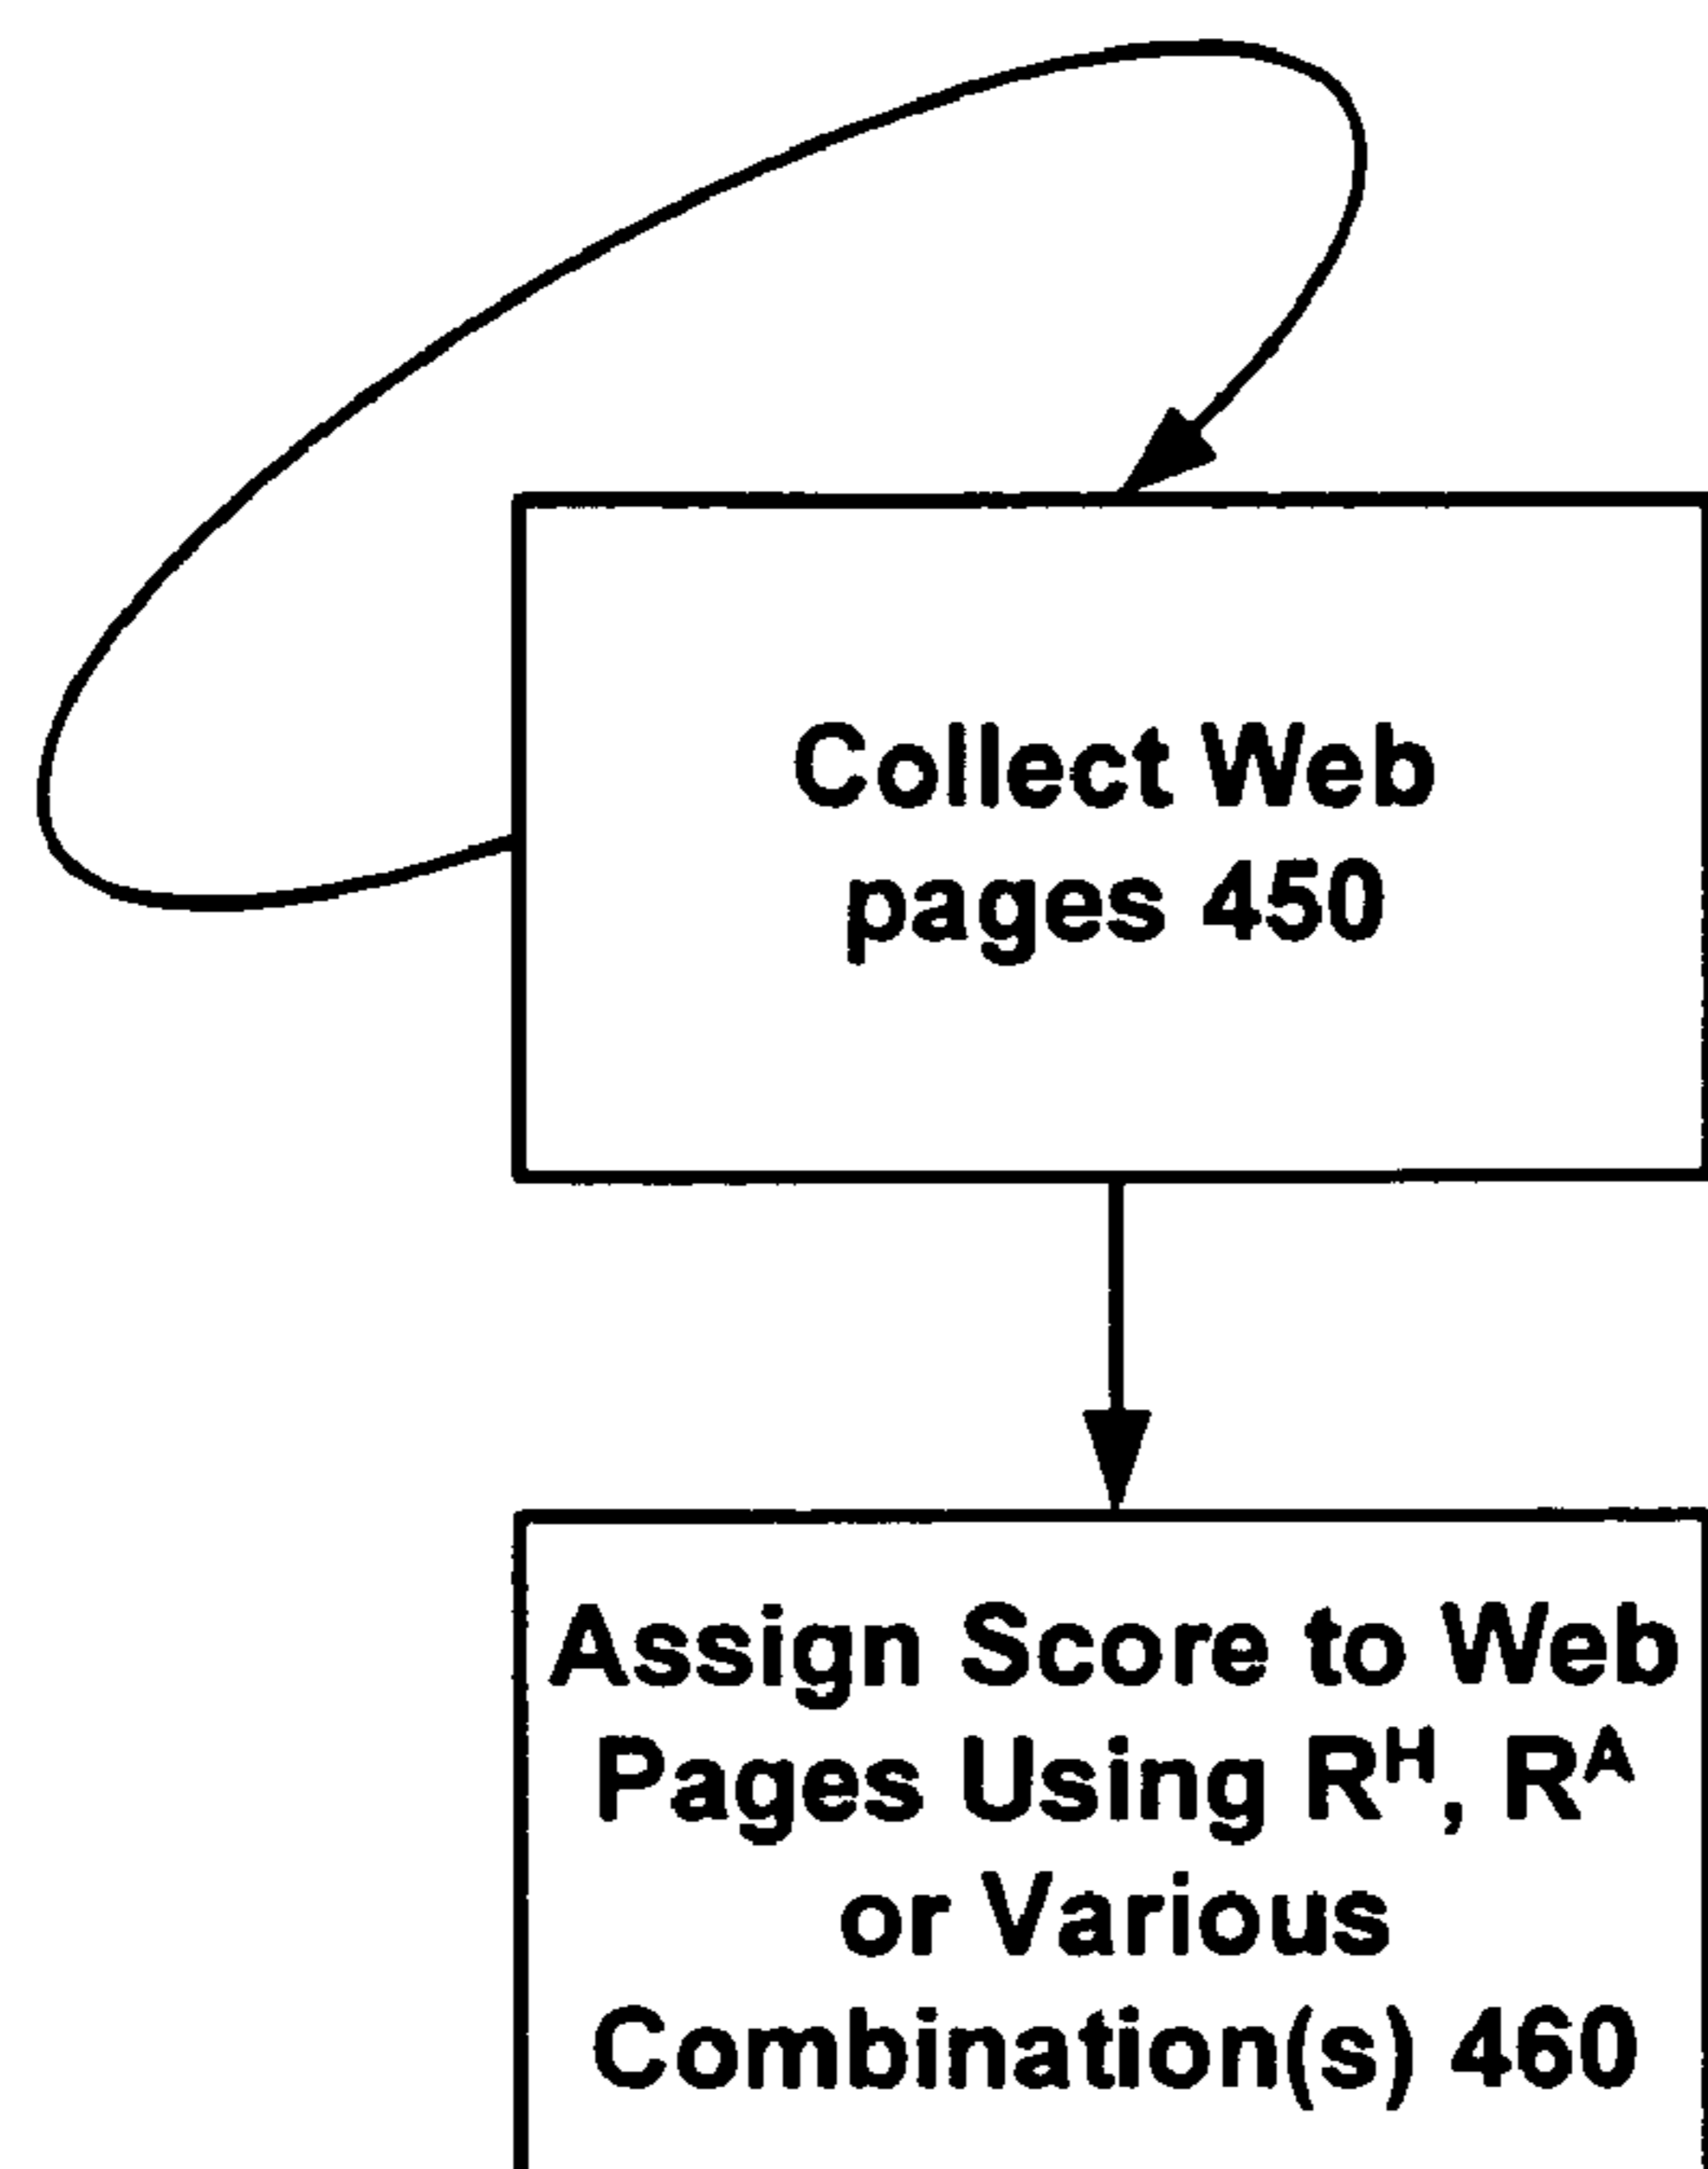 Collect Web
pages 450
Assign Score to Web
Pages Using Rᴴ, Rᴬ
or Various
Combination(s) 460